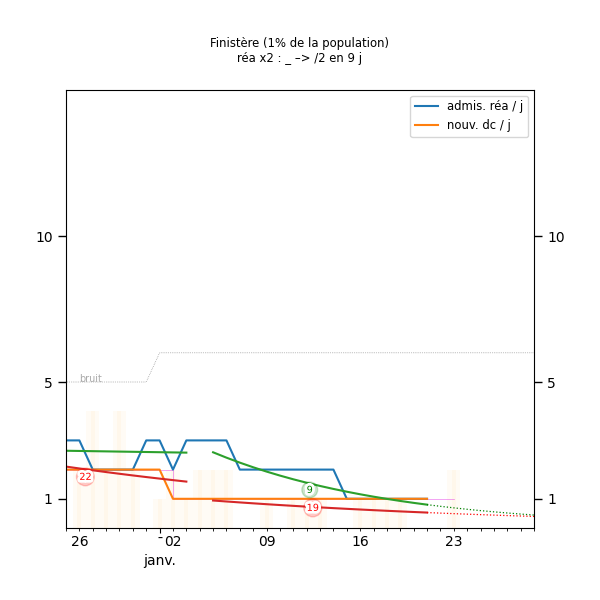 Finistère (1% de la population)
réa x2 : _ –> /2 en 9 j
admis. réa / j
nouv. dc / j
10 10
bruit
5 5
22
9
19
1 1
26 02 09 16 23
janv.